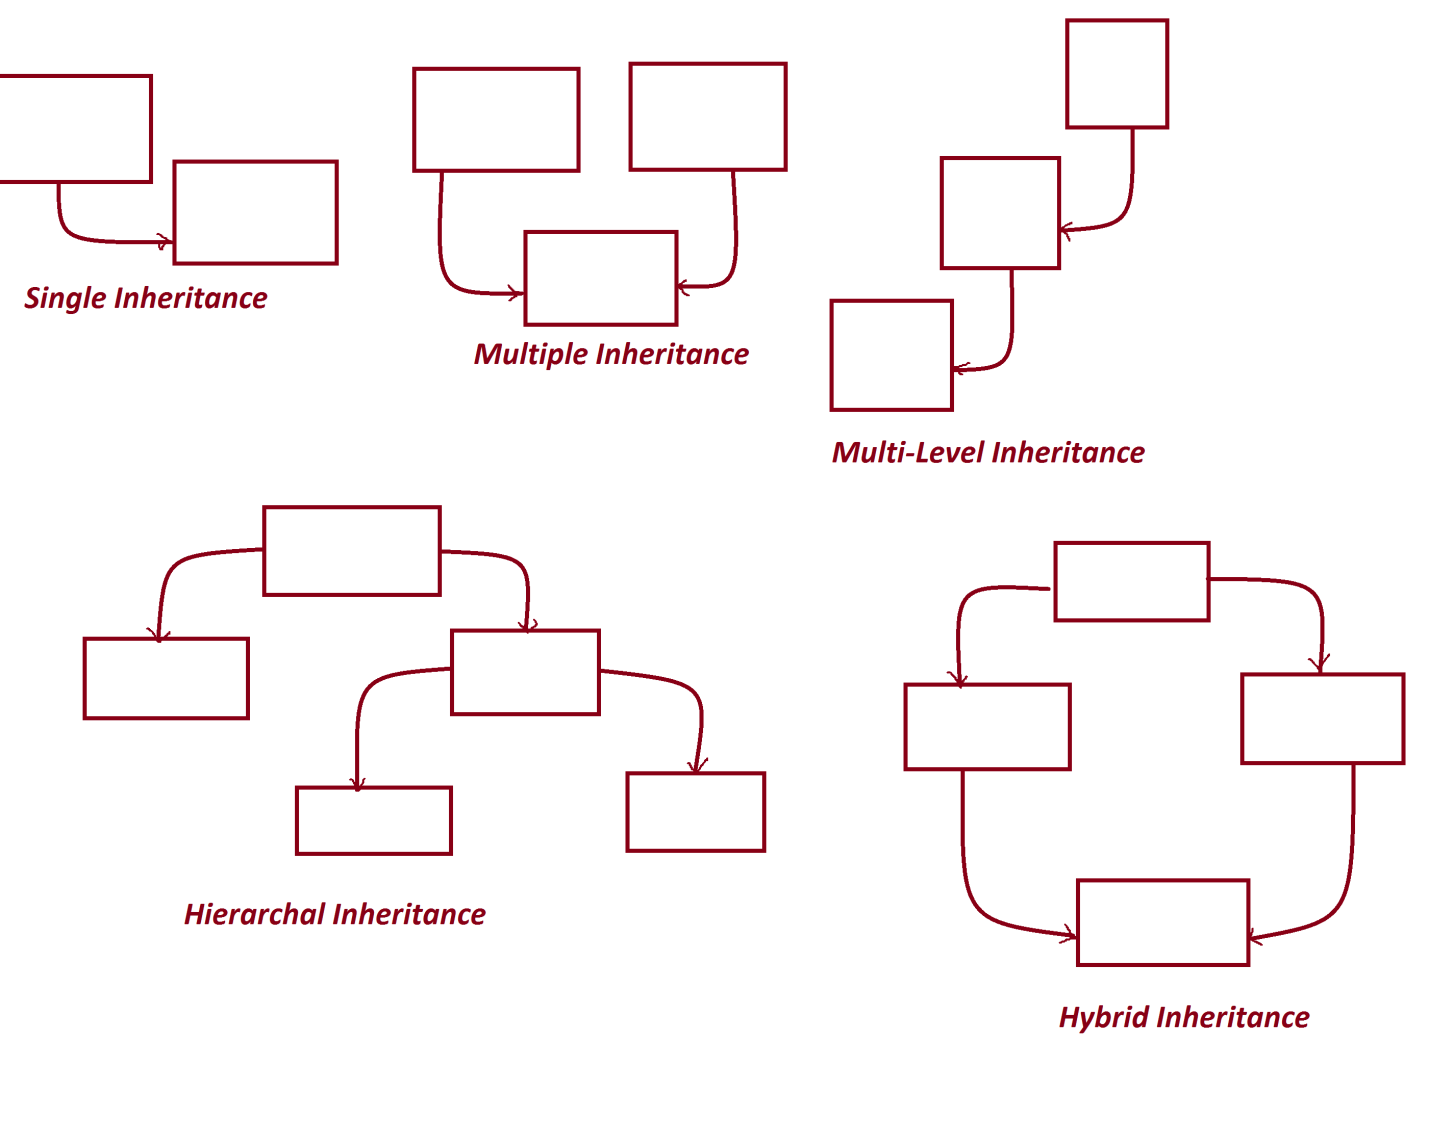 Single Inheritance
Multiple Inheritance
Multi-Level Inheritance
Hierarchal Inheritance
Hybrid Inheritance